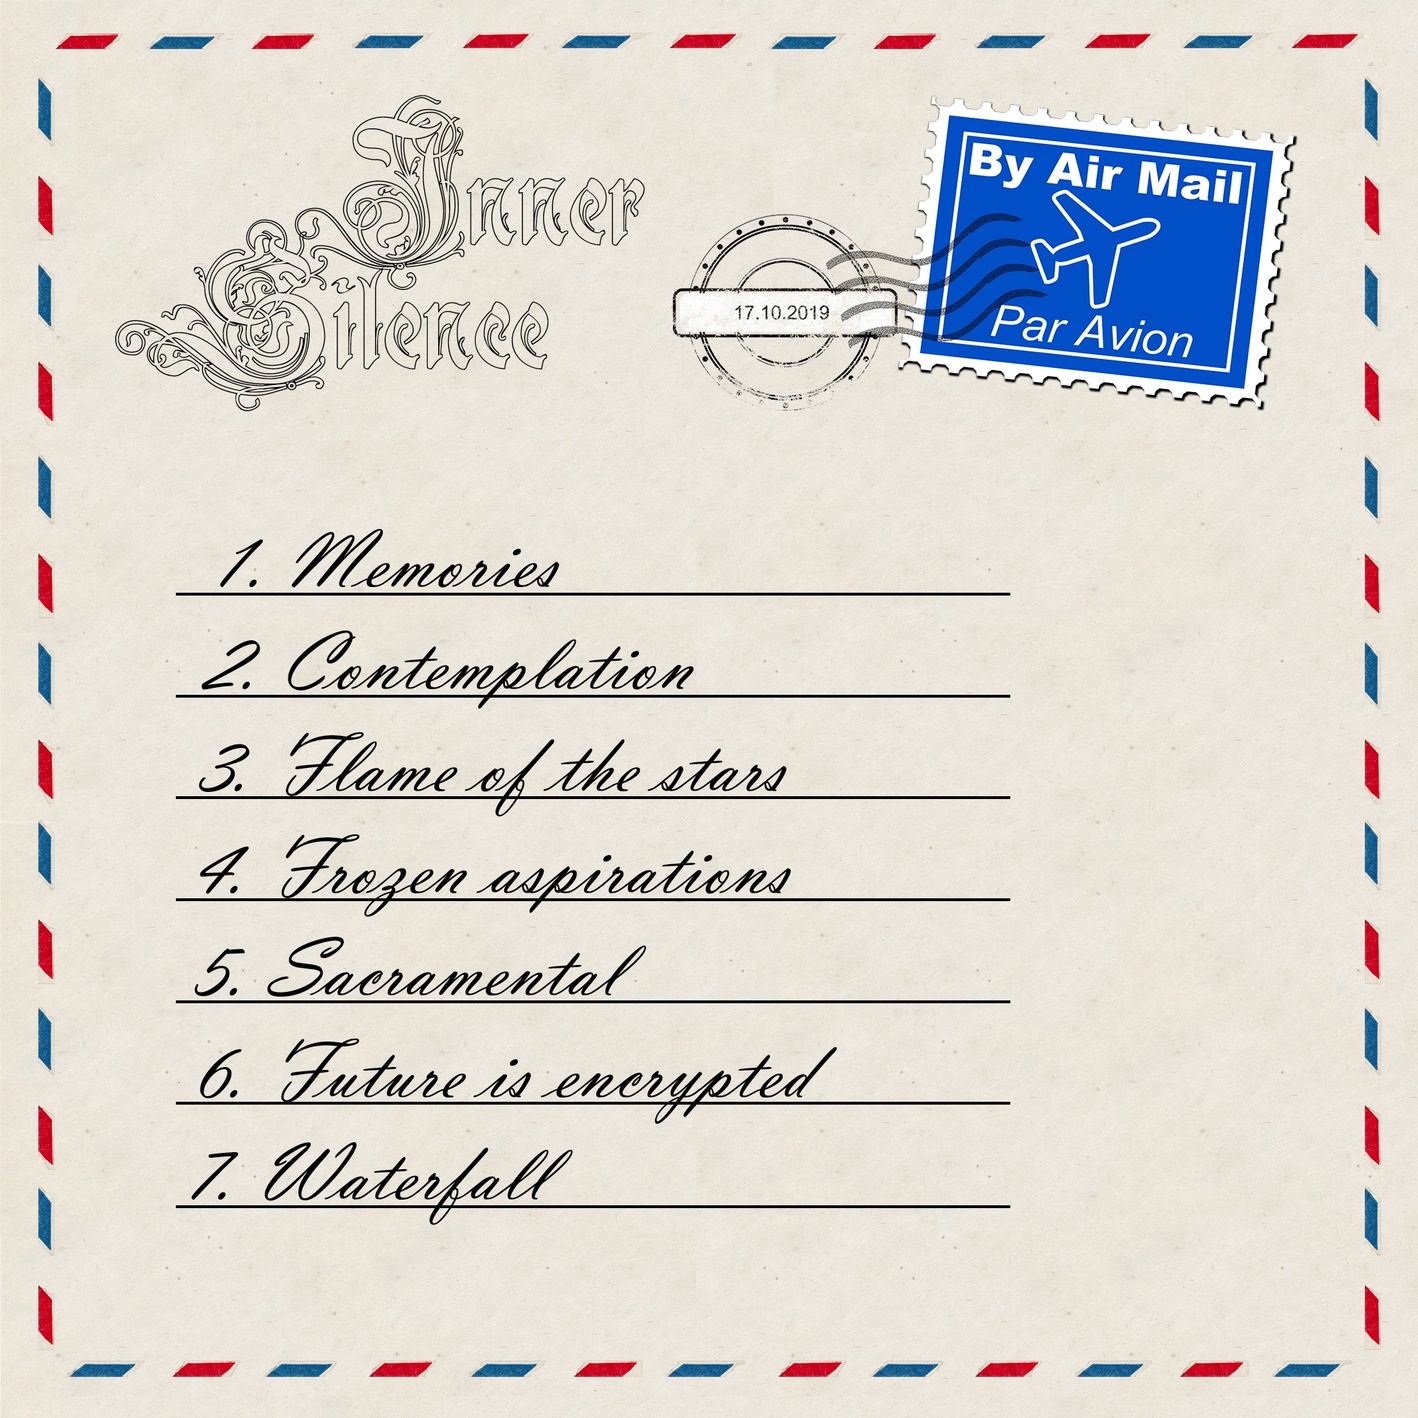 Inner
Silence
By Air Mail
17.10.2019
Par Avion
1. Memories
2. Contemplation
3. Flame of the stars
4. Frozen aspirations
5. Sacramental
6. Future is encrypted
7. Waterfall